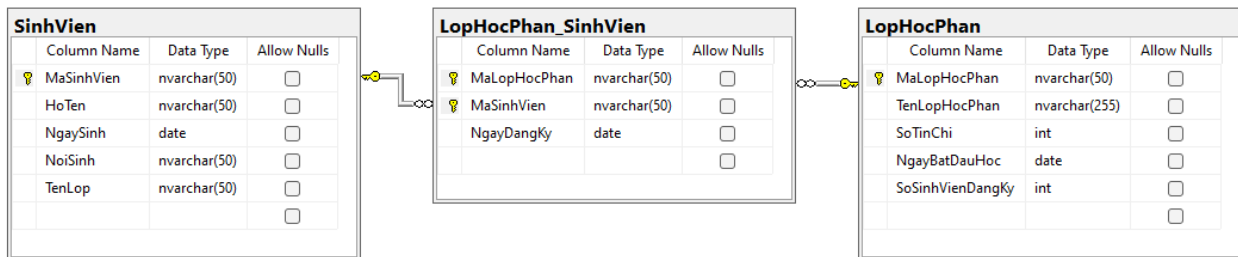 SinhVien
Column Name Data Type Allow Nulls
MaSinhVien nvarchar(50)
HoTen nvarchar(50)
NgaySinh date
NoiSinh nvarchar(50)
TenLop nvarchar(50)
LopHocPhan_SinhVien
Column Name Data Type Allow Nulls
MaLopHocPhan nvarchar(50)
MaSinhVien nvarchar(50)
NgayDangKy date
LopHocPhan
Column Name Data Type Allow Nulls
MaLopHocPhan nvarchar(50)
TenLopHocPhan nvarchar(255)
SoTinChi int
NgayBatDauHoc date
SoSinhVienDangKy int